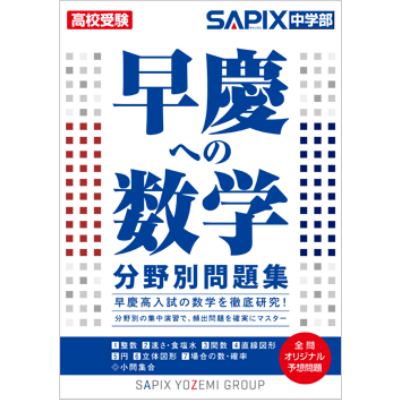 高校受験
SAPIX中学部
早慶
への
数学
分野別問題集
早慶高入試の数学を徹底研究!
分野別の集中演習で、頻出問題を確実にマスター
1整数 2速さ・食塩水 3関数 4直線図形
5円 6立体図形 7場合の数・確率
◇小問集合
全問
オリジナル
予想問題
SAPIX YOZEMI GROUP